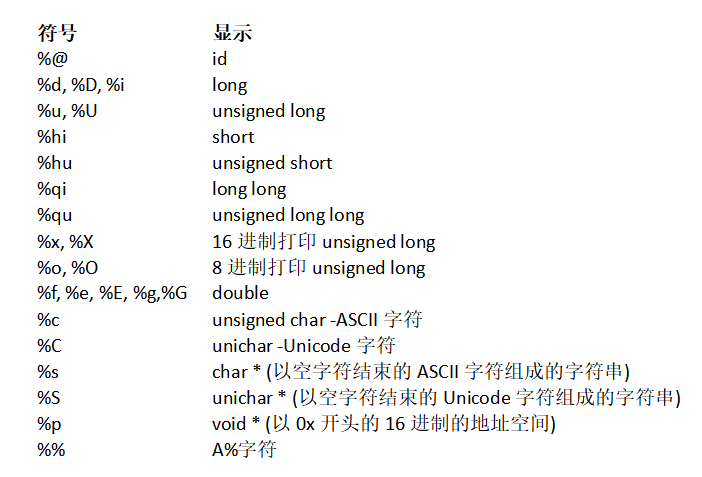 符号 显示
%@ id
%d, %D, %i long
%u, %U unsigned long
%hi short
%hu unsigned short
%qi long long
%qu unsigned long long
%x, %X 16 进制打印 unsigned long
%o, %O 8 进制打印 unsigned long
%f, %e, %E, %g,%G double
%c unsigned char -ASCII 字符
%C unichar -Unicode 字符
%s char * (以空字符结束的 ASCII 字符组成的字符串)
%S unichar * (以空字符结束的 Unicode 字符组成的字符串)
%p void * (以 0x 开头的 16 进制的地址空间)
%% A%字符